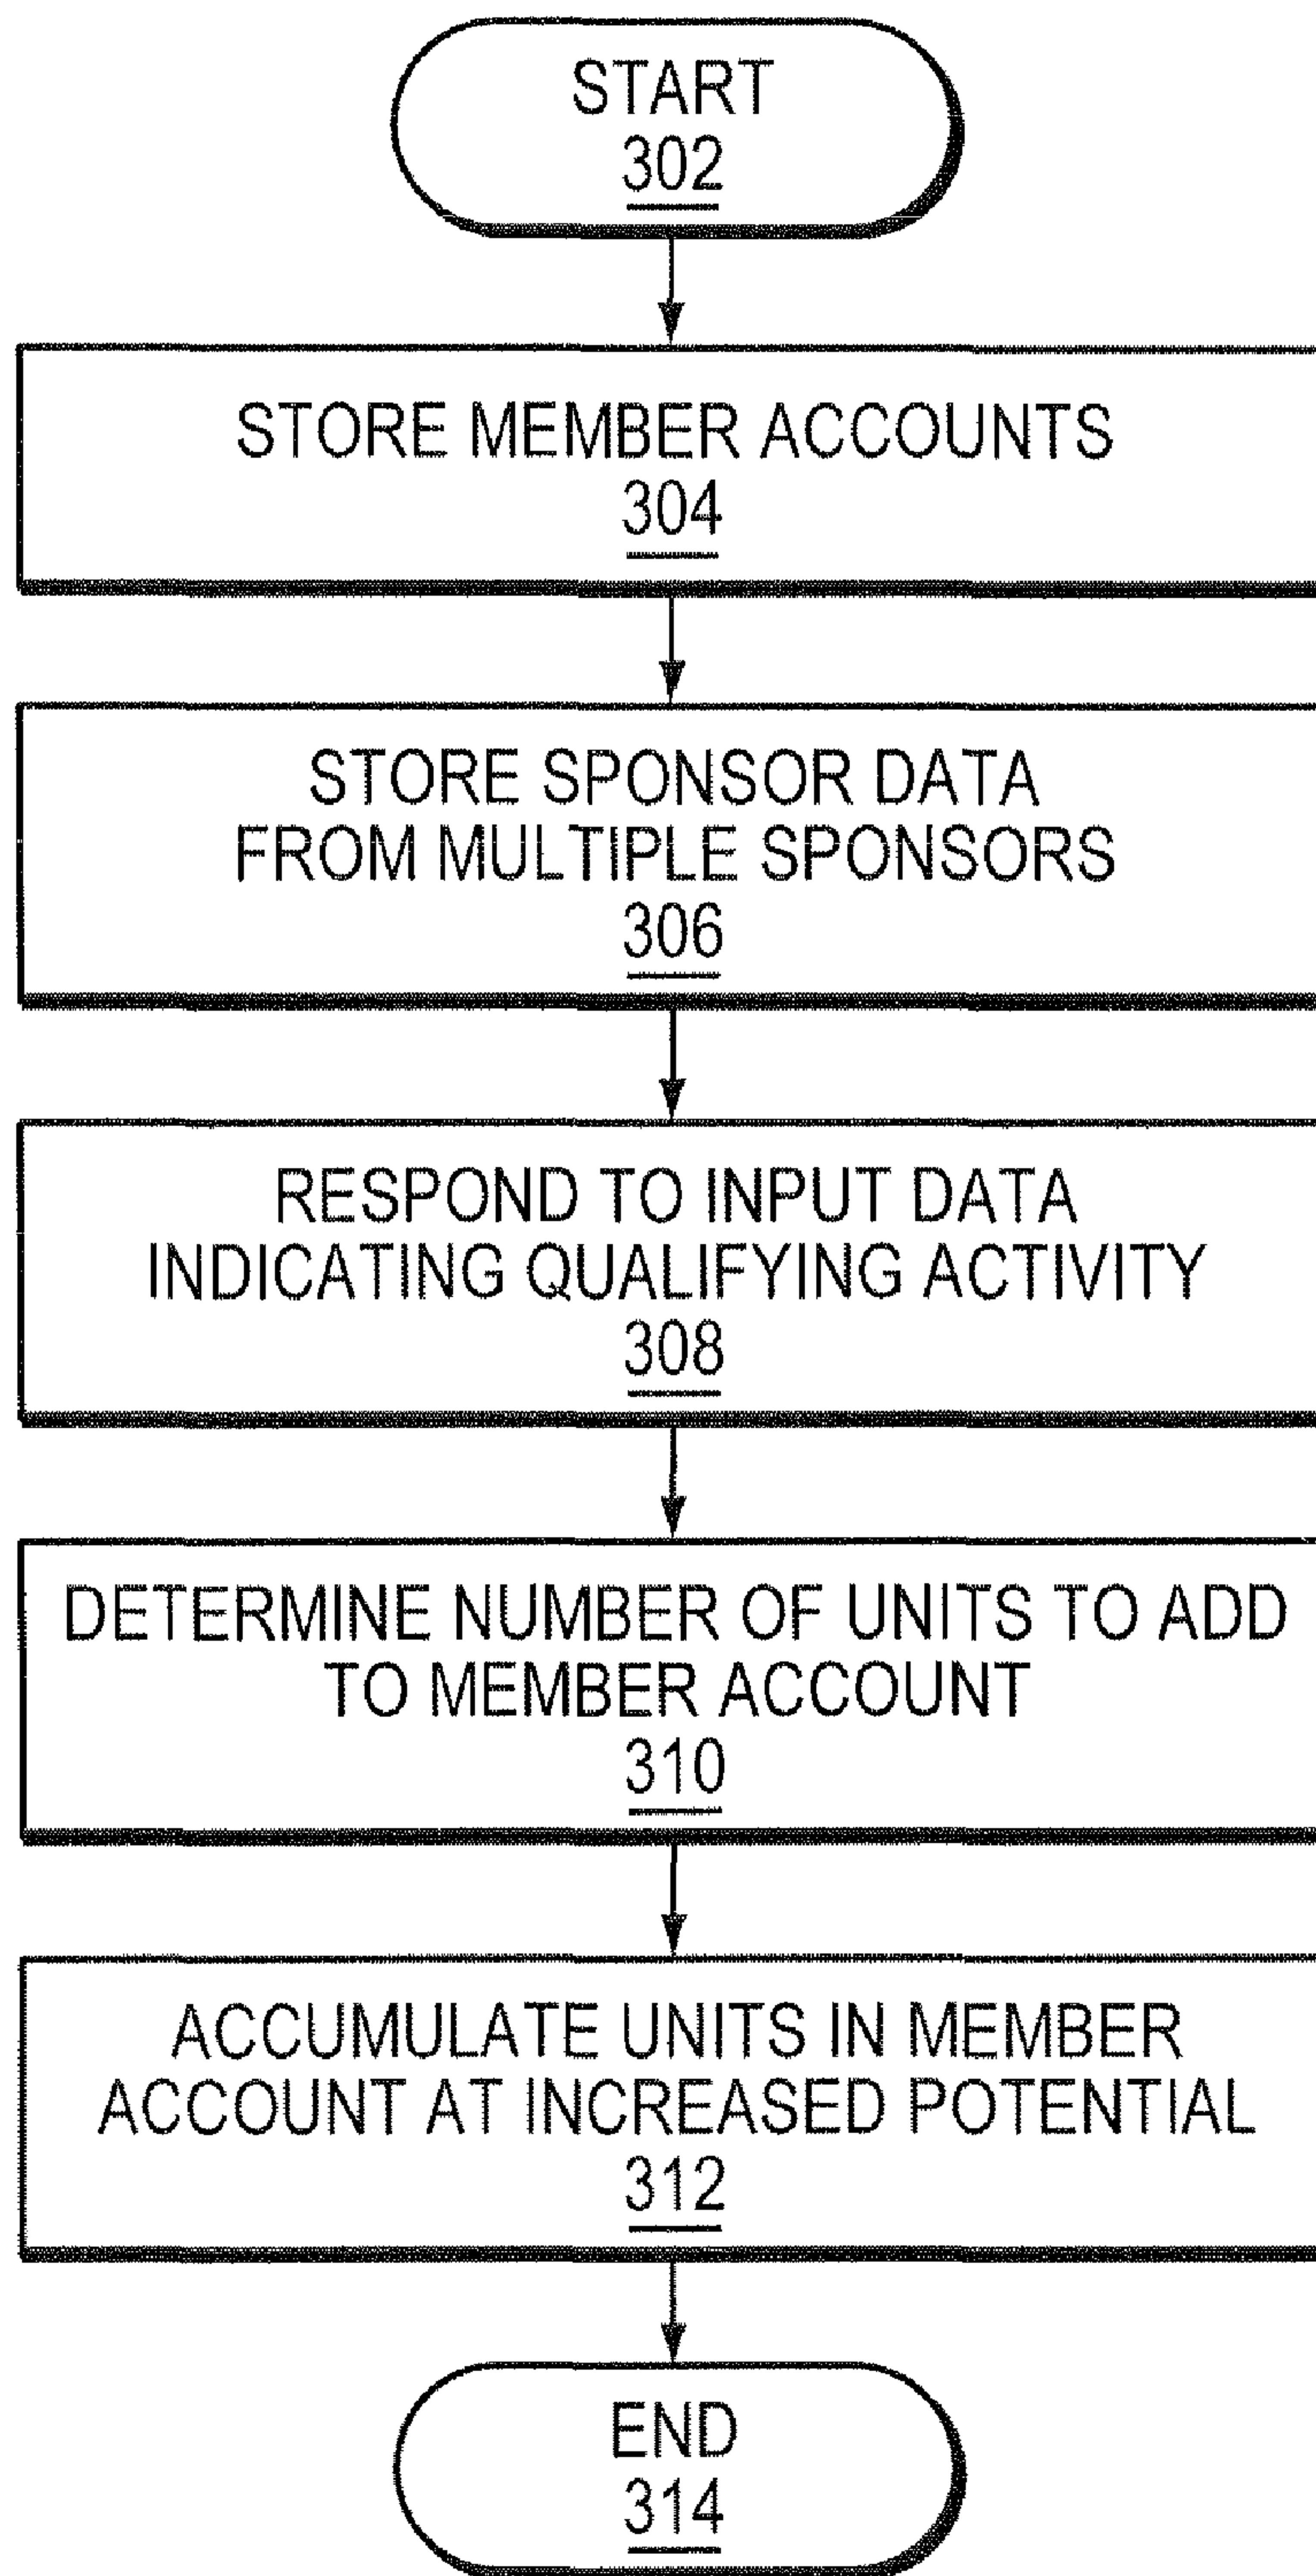 START
302
STORE MEMBER ACCOUNTS
304
STORE SPONSOR DATA
FROM MULTIPLE SPONSORS
306
RESPOND TO INPUT DATA
INDICATING QUALIFYING ACTIVITY
308
DETERMINE NUMBER OF UNITS TO ADD
TO MEMBER ACCOUNT
310
ACCUMULATE UNITS IN MEMBER
ACCOUNT AT INCREASED POTENTIAL
312
END
314